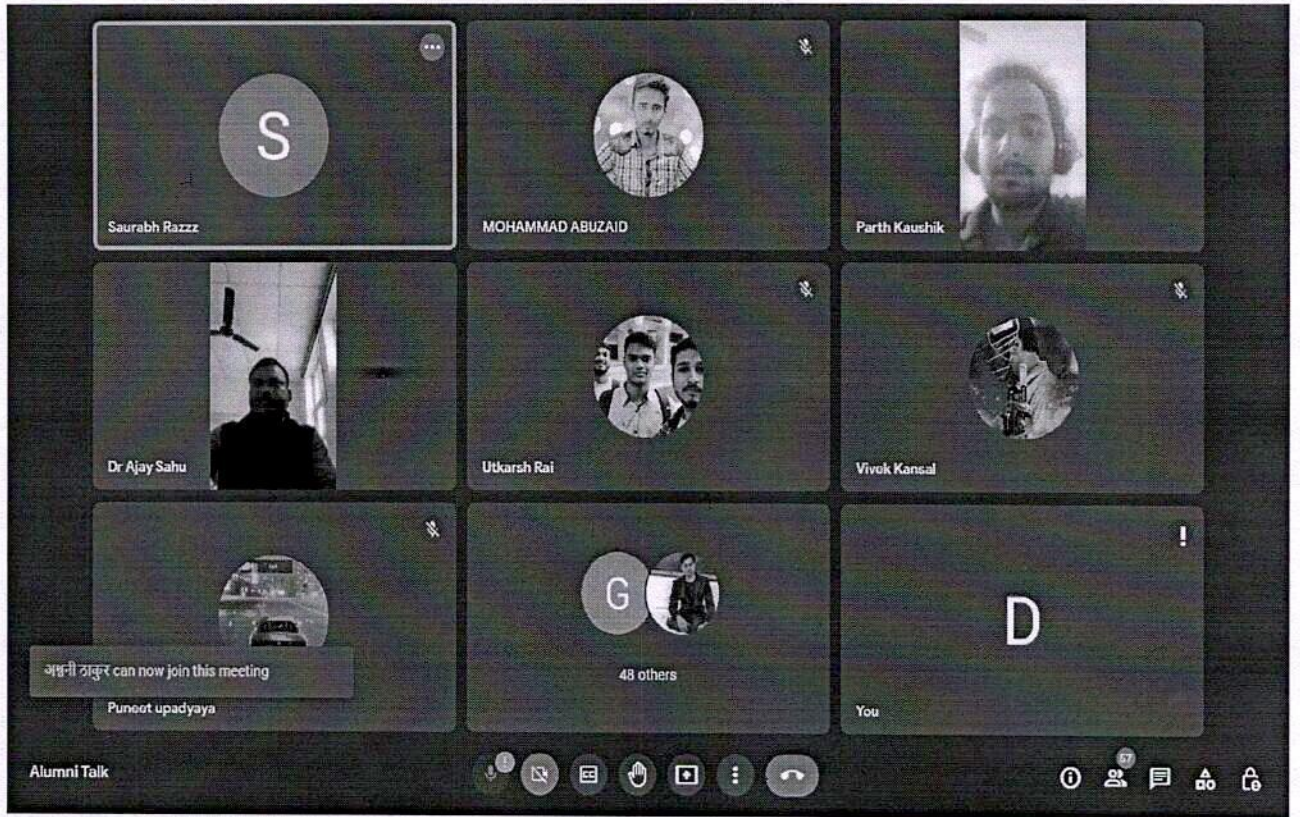 S
Saurabh Razzz
MOHAMMAD ABUZAID
Parth Kaushik
Dr Ajay Sahu
Utkarsh Rai
Vivek Kansal
अश्वनी ठाकुर can now join this meeting
Puneet upadyaya
G
48 others
D
You
Alumni Talk
CC
57